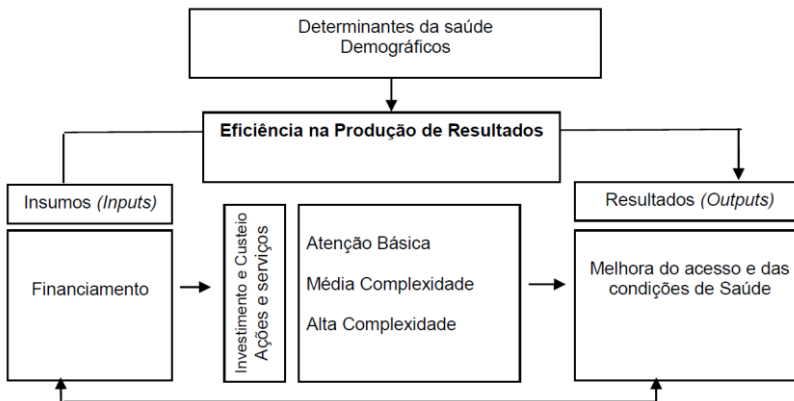 Determinantes da saúde
Demográficos
Eficiência na Produção de Resultados
Insumos (Inputs)
Resultados (Outputs)
Financiamento
Investimento e Custeio
Ações e serviços
Atenção Básica
Média Complexidade
Alta Complexidade
Melhora do acesso e das
condições de Saúde